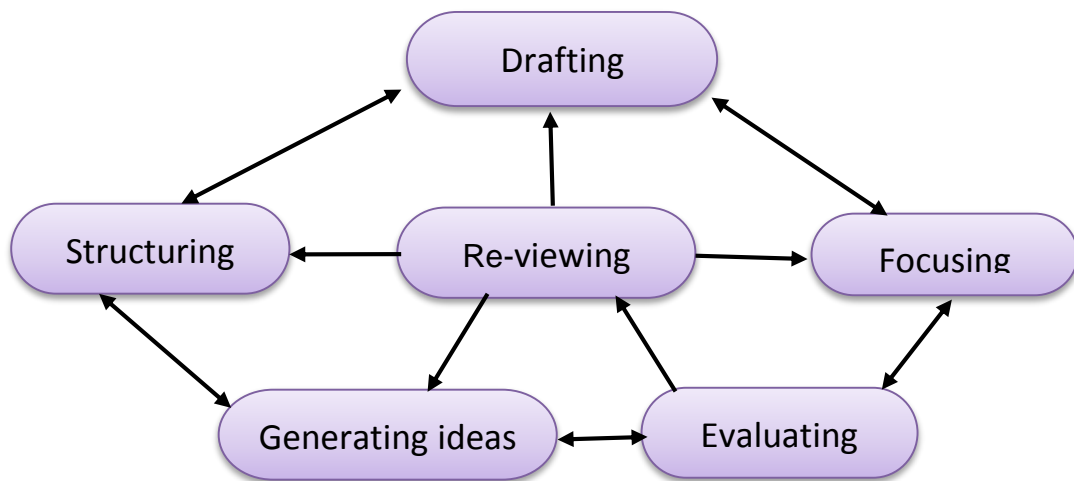 Drafting
Structuring
Re-viewing
Focusing
Generating ideas
Evaluating